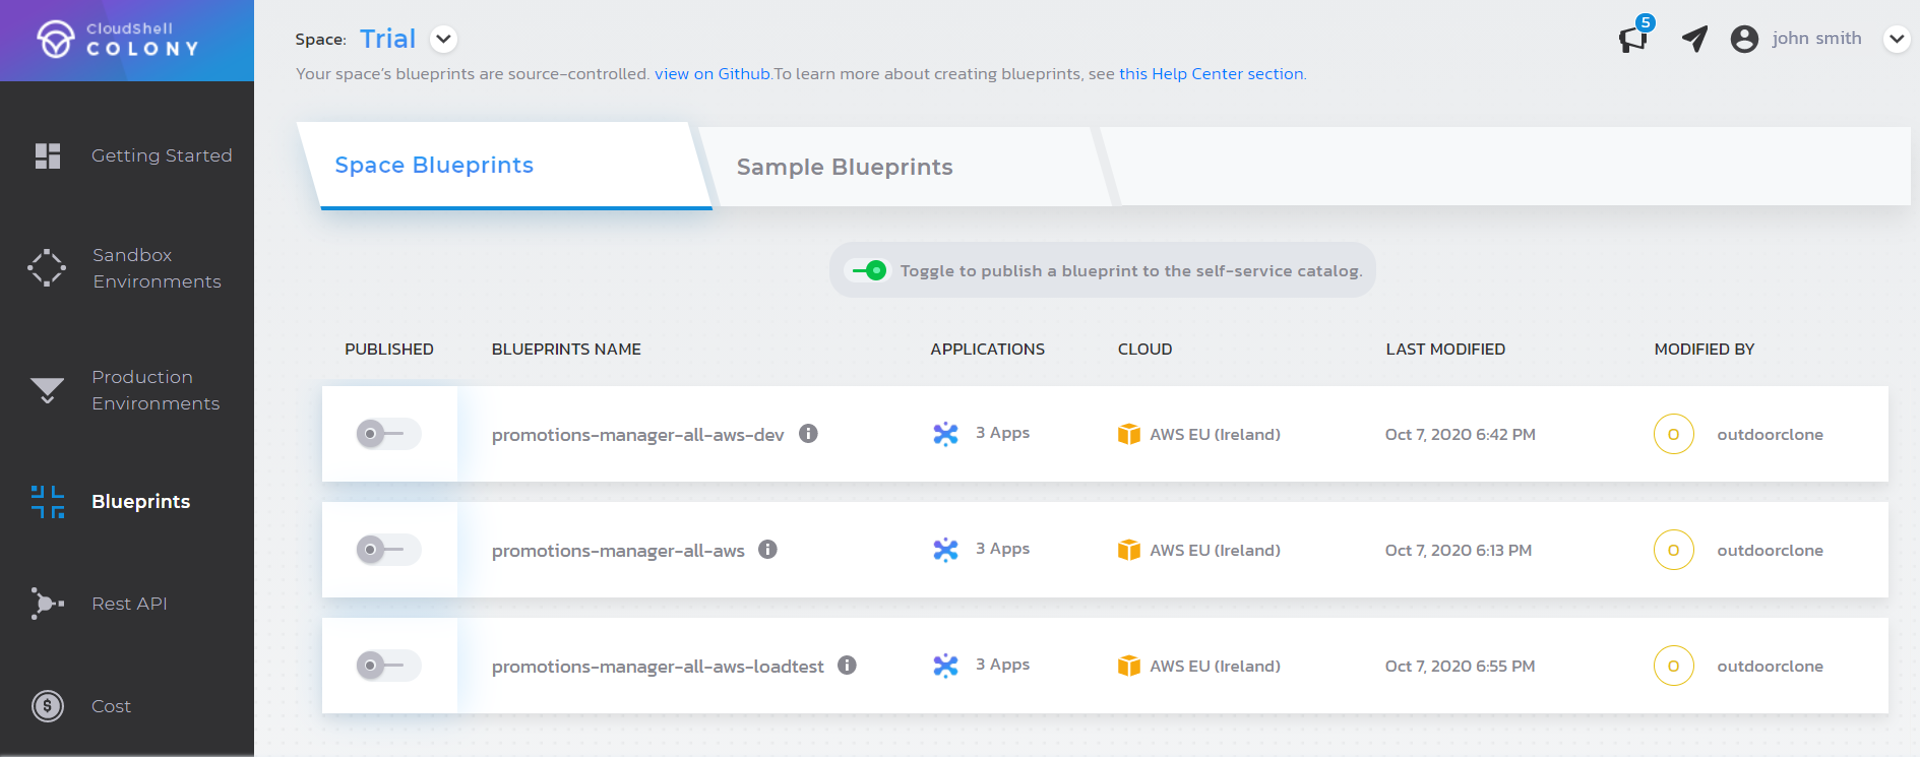 CloudShell
COLONY
Space: Trial
5
john smith
Your space's blueprints are source-controlled. view on Github.To learn more about creating blueprints, see this Help Center section.
Getting Started
Sandbox
Environments
Production
Environments
Blueprints
Rest API
Cost
Space Blueprints
Sample Blueprints
Toggle to publish a blueprint to the self-service catalog.
PUBLISHED BLUEPRINTS NAME APPLICATIONS CLOUD LAST MODIFIED MODIFIED BY
promotions-manager-all-aws-dev 3 Apps AWS EU (Ireland) Oct 7, 2020 6:42 PM O outdoorclone
promotions-manager-all-aws 3 Apps AWS EU (Ireland) Oct 7, 2020 6:13 PM O outdoorclone
promotions-manager-all-aws-loadtest 3 Apps AWS EU (Ireland) Oct 7, 2020 6:55 PM O outdoorclone